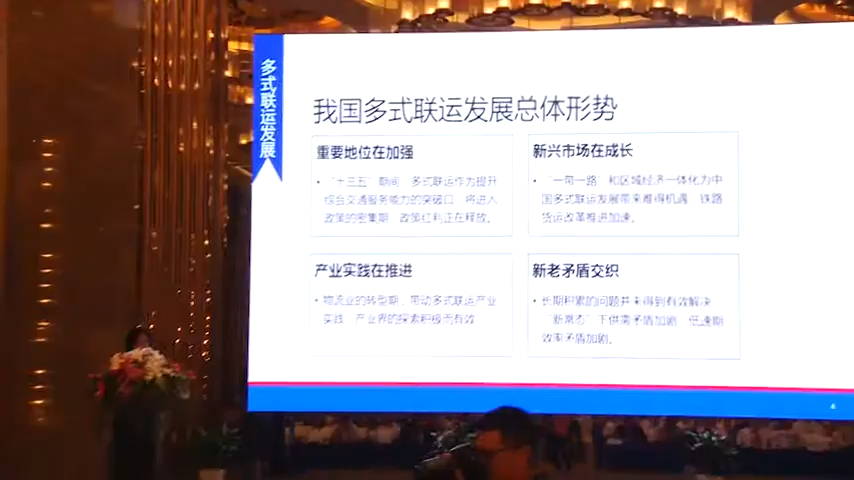 多式联运发展
我国多式联运发展总体形势
重要地位在加强
• “十三五”期间 多式联运作为提升
综合交通服务能力的突破口 将进入
政策的密集期 政策红利正在释放。
新兴市场在成长
• “一带一路”和区域经济一体化为中
国多式联运发展带来难得机遇 铁路
货运改革推进加速。
产业实践在推进
• 物流业的转型期,带动多式联运产业
实践 产业界的探索积极而有效
新老矛盾交织
• 长期积累的问题并未得到有效解决
“新常态”下供需矛盾加剧 低速期
效率矛盾加剧。
4